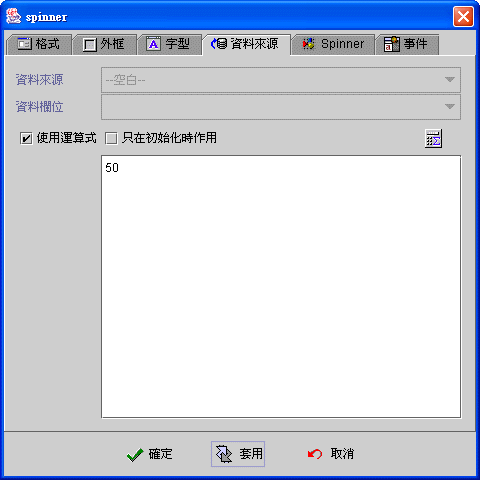 spinner
格式 外框 字型 資料來源 Spinner 事件
資料來源 --空白--
資料欄位
使用運算式 只在初始化時作用
50
確定 套用 取消